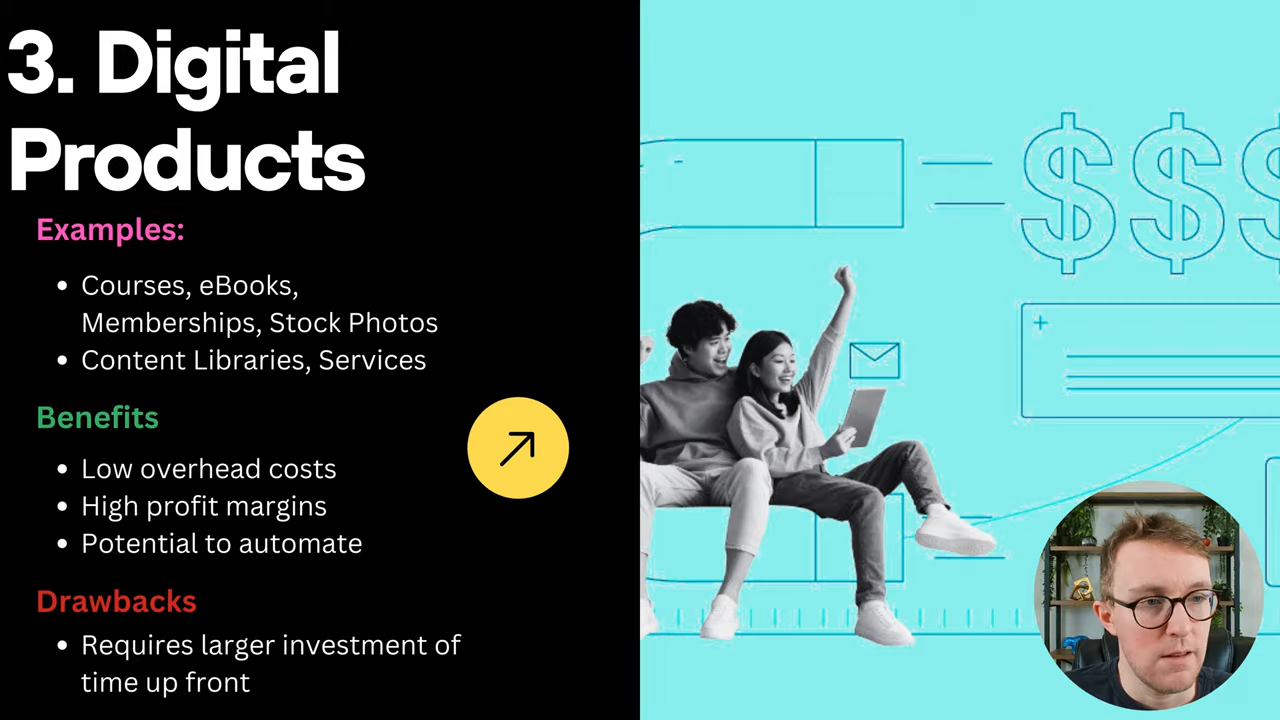 3. Digital
Products
Examples:
• Courses, eBooks,
Memberships, Stock Photos
• Content Libraries, Services
Benefits
• Low overhead costs
• High profit margins
• Potential to automate
Drawbacks
• Requires larger investment of
time up front
$$$